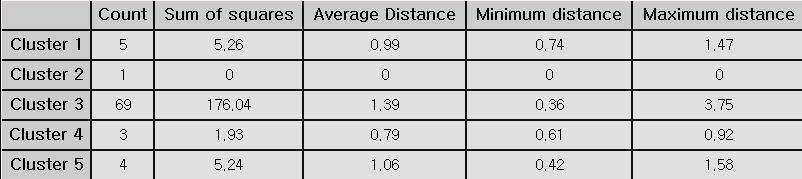 Count Sum of squares Average Distance Minimum distance Maximum distance
Cluster 1 5 5,26 0,99 0,74 1,47
Cluster 2 1 0 0 0 0
Cluster 3 69 176,04 1,39 0,36 3,75
Cluster 4 3 1,93 0,79 0,61 0,92
Cluster 5 4 5,24 1,06 0,42 1,58